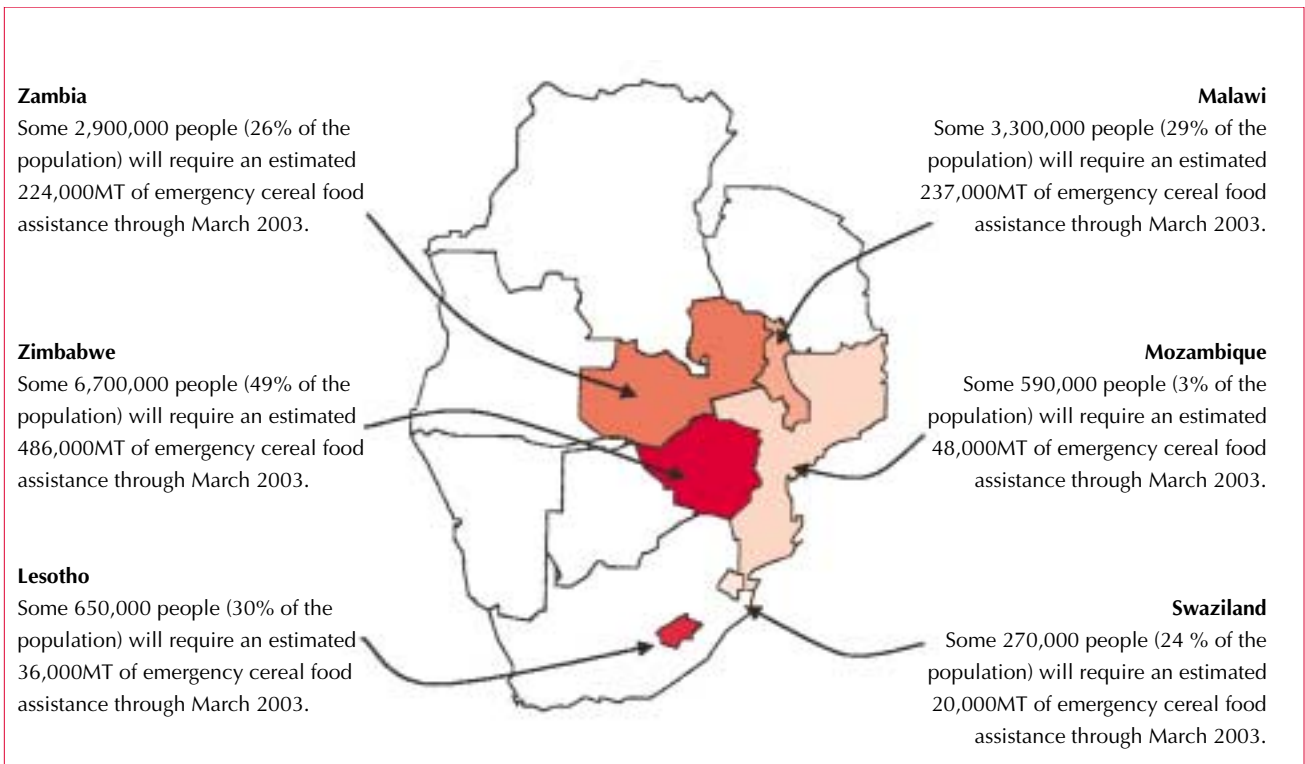 Zambia
Some 2,900,000 people (26% of the
population) will require an estimated
224,000MT of emergency cereal food
assistance through March 2003.
Zimbabwe
Some 6,700,000 people (49% of the
population) will require an estimated
486,000MT of emergency cereal food
assistance through March 2003.
Lesotho
Some 650,000 people (30% of the
population) will require an estimated
36,000MT of emergency cereal food
assistance through March 2003.
Malawi
Some 3,300,000 people (29% of the
population) will require an estimated
237,000MT of emergency cereal food
assistance through March 2003.
Mozambique
Some 590,000 people (3% of the
population) will require an estimated
48,000MT of emergency cereal food
assistance through March 2003.
Swaziland
Some 270,000 people (24 % of the
population) will require an estimated
20,000MT of emergency cereal food
assistance through March 2003.